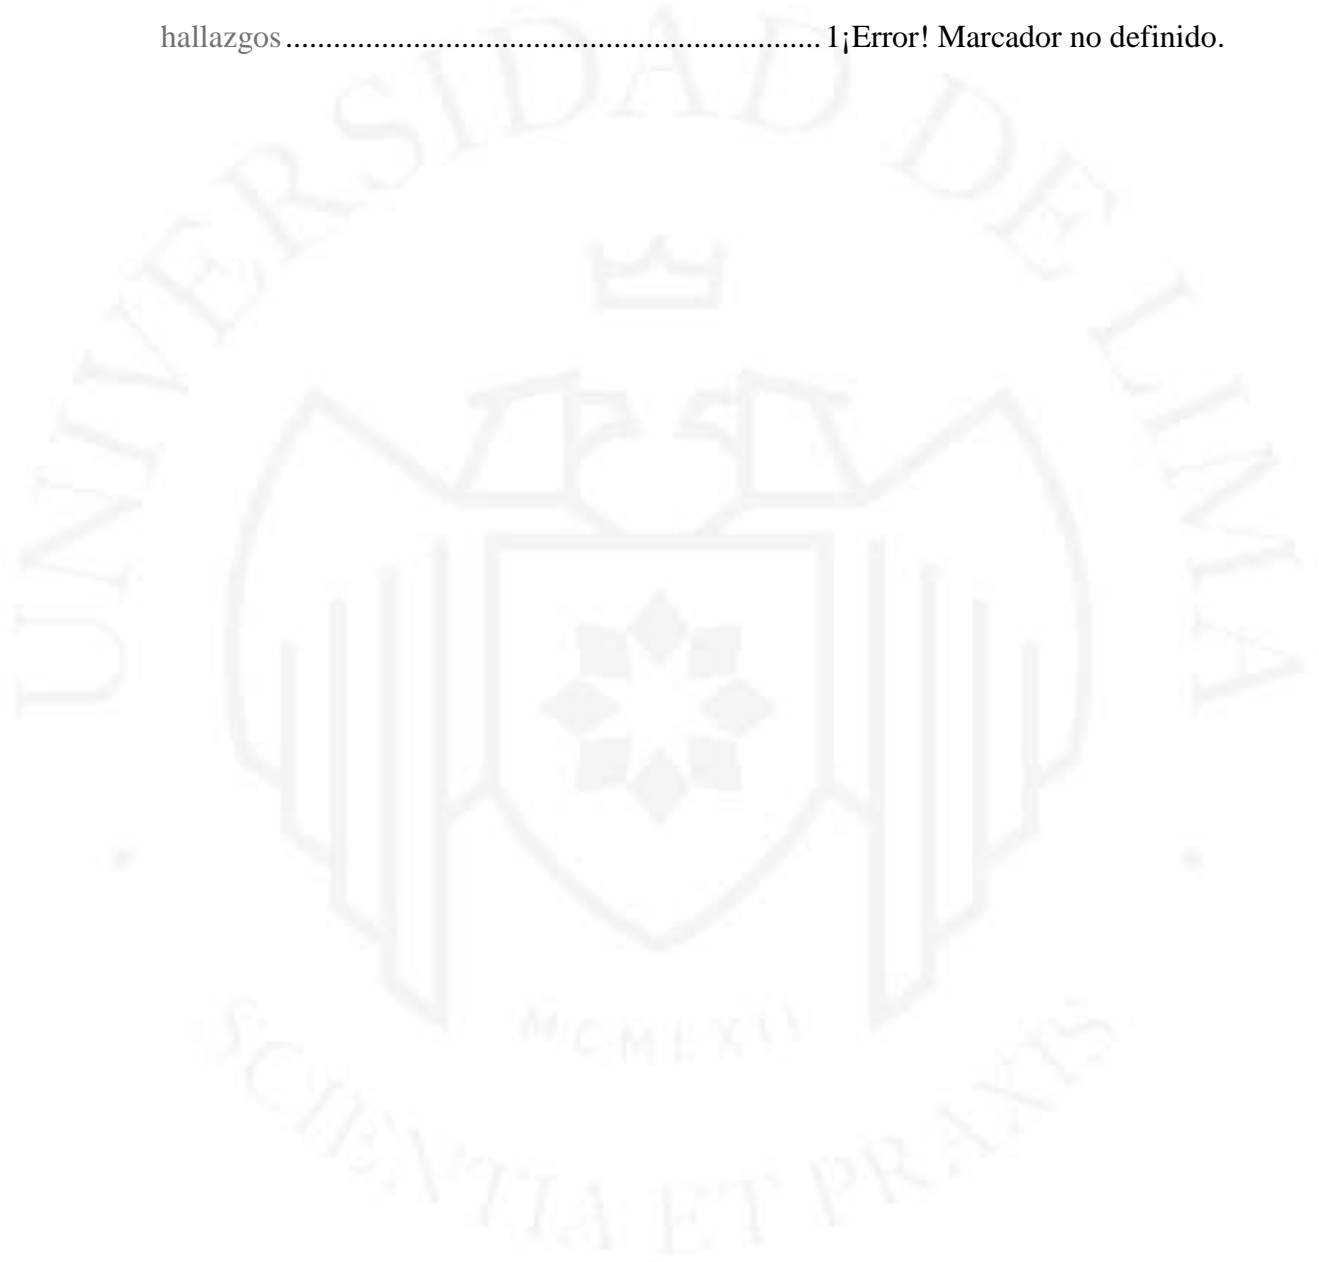 hallazgos.................................................................. 1¡Error! Marcador no definido.
UNIVERSIDAD DE LIMA
MCMLXII
SCIENTIA ET PRAXIS